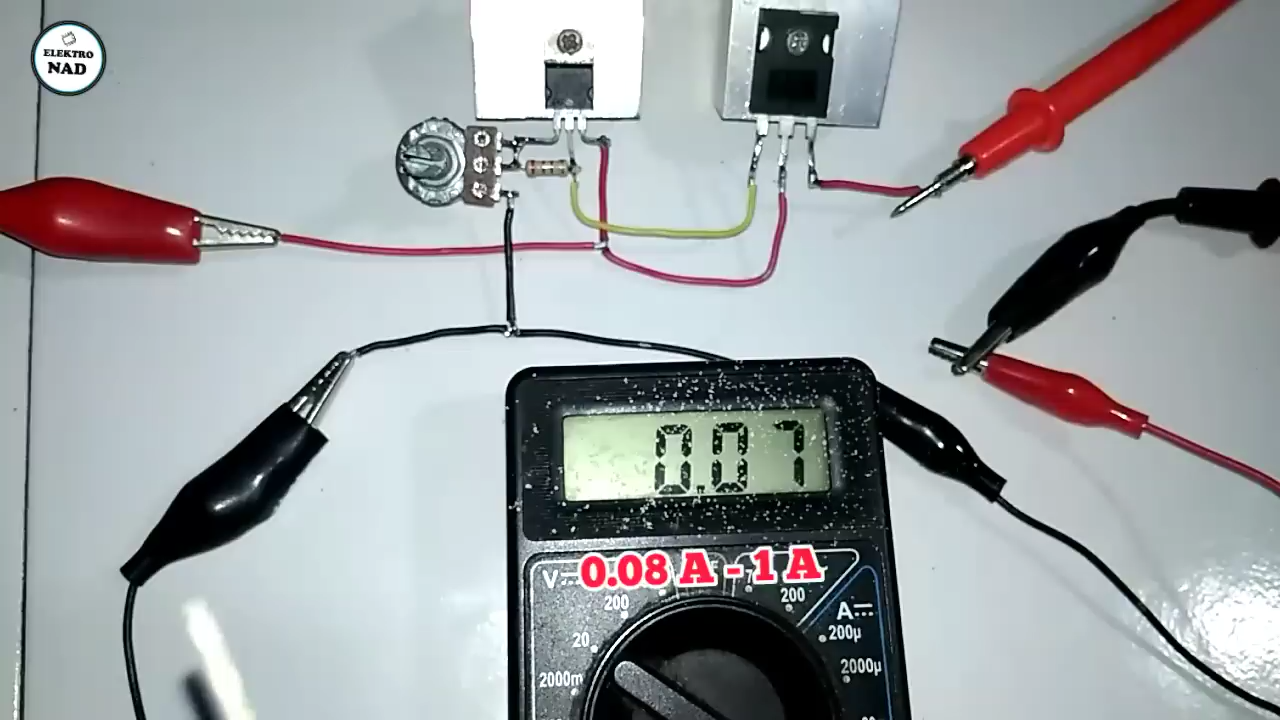 ELEKTRO
NAD
0.07
0.08 A - 1 A
V⎓
200
200
A⎓
20
200µ
2000m
2000µ